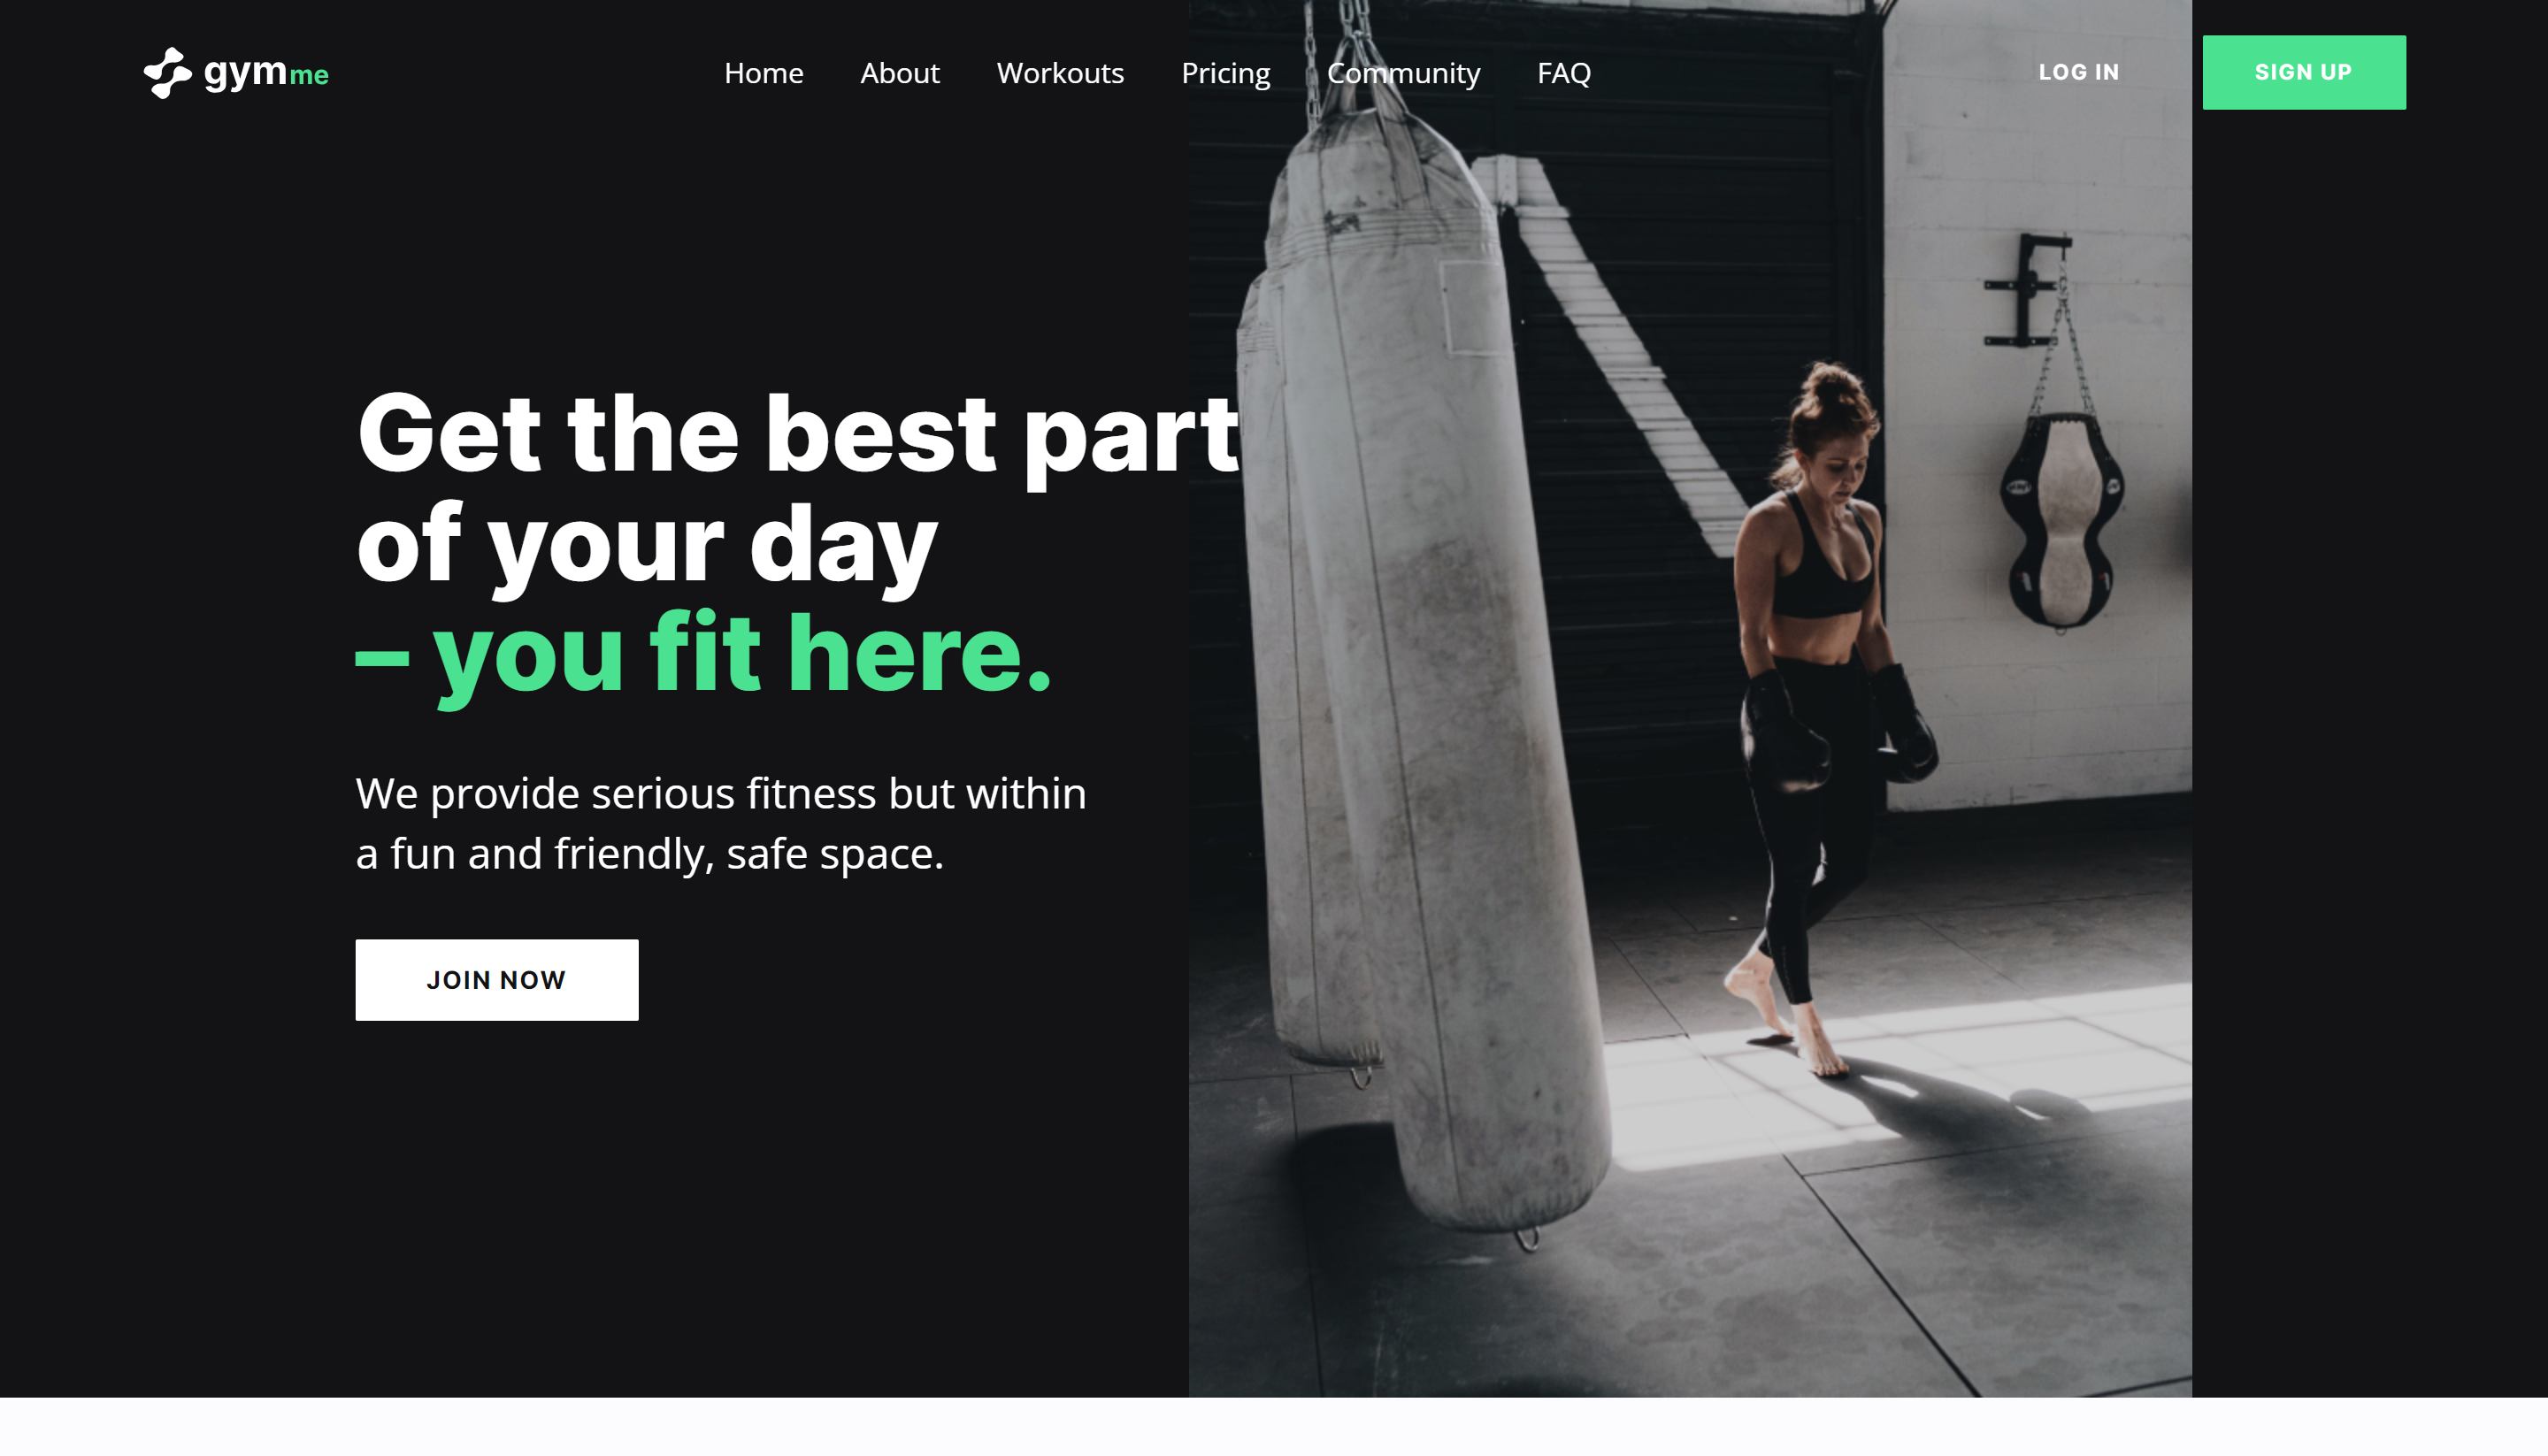 gymme
Home About Workouts Pricing Community FAQ
LOG IN
SIGN UP
Get the best part
of your day
– you fit here.
We provide serious fitness but within
a fun and friendly, safe space.
JOIN NOW